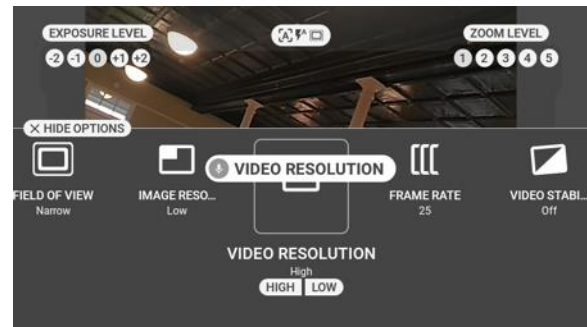 EXPOSURE LEVEL
-2 -1 0 +1 +2
[A] A
ZOOM LEVEL
1 2 3 4 5
X HIDE OPTIONS
VIDEO RESOLUTION
FIELD OF VIEW
Narrow
IMAGE RESO...
Low
FRAME RATE
25
VIDEO STABI...
Off
VIDEO RESOLUTION
High
HIGH LOW